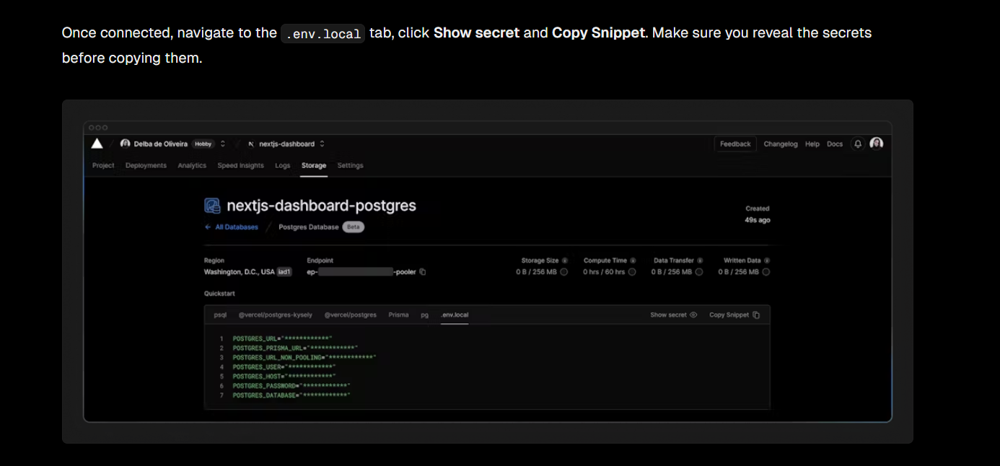 Once connected, navigate to the .env.local tab, click Show secret and Copy Snippet. Make sure you reveal the secrets
before copying them.
Delba de Oliveira Hobby nextjs-dashboard Feedback Changelog Help Docs
Project Deployments Analytics Speed Insights Logs Storage Settings
nextjs-dashboard-postgres
Created
49s ago
← All Databases / Postgres Database Beta
Region Endpoint Storage Size Compute Time Data Transfer Written Data
Washington, D.C., USA iad1 ep- -pooler 0 B / 256 MB 0 hrs / 60 hrs 0 B / 256 MB 0 B / 256 MB
Quickstart
psql @vercel/postgres-kysely @vercel/postgres Prisma pg .env.local Show secret Copy Snippet
1 POSTGRES_URL="************"
2 POSTGRES_PRISMA_URL="************"
3 POSTGRES_URL_NON_POOLING="************"
4 POSTGRES_USER="************"
5 POSTGRES_HOST="************"
6 POSTGRES_PASSWORD="************"
7 POSTGRES_DATABASE="************"